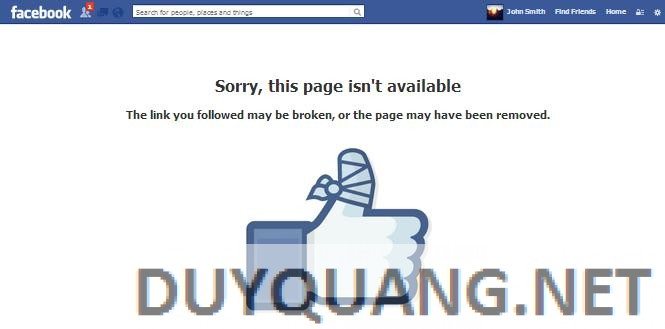 facebook 1 Search for people, places and things John Smith Find Friends Home
Sorry, this page isn't available
The link you followed may be broken, or the page may have been removed.
DUYQUANG.NET